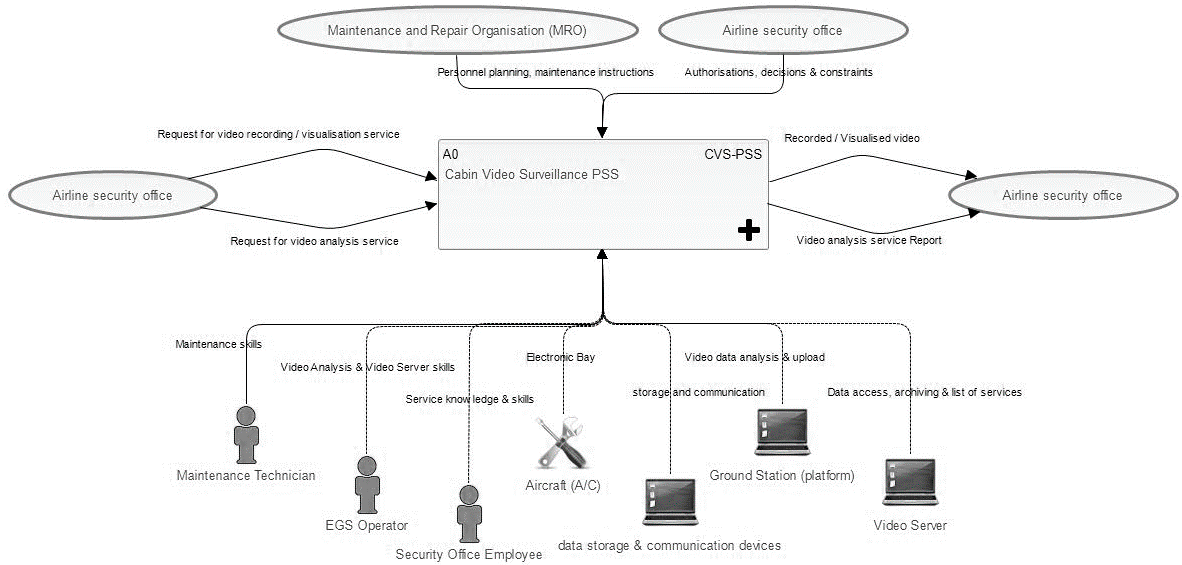 Maintenance and Repair Organisation (MRO)
Airline security office
Personnel planning, maintenance instructions
Authorisations, decisions & constraints
Request for video recording / visualisation service
Recorded / Visualised video
A0
CVS-PSS
Cabin Video Surveillance PSS
Airline security office
Airline security office
Request for video analysis service
Video analysis service Report
Maintenance skills
Video Analysis & Video Server skills
Electronic Bay
Video data analysis & upload
Service knowledge & skills
storage and communication
Data access, archiving & list of services
Maintenance Technician
Aircraft (A/C)
Ground Station (platform)
EGS Operator
Video Server
Security Office Employee
data storage & communication devices